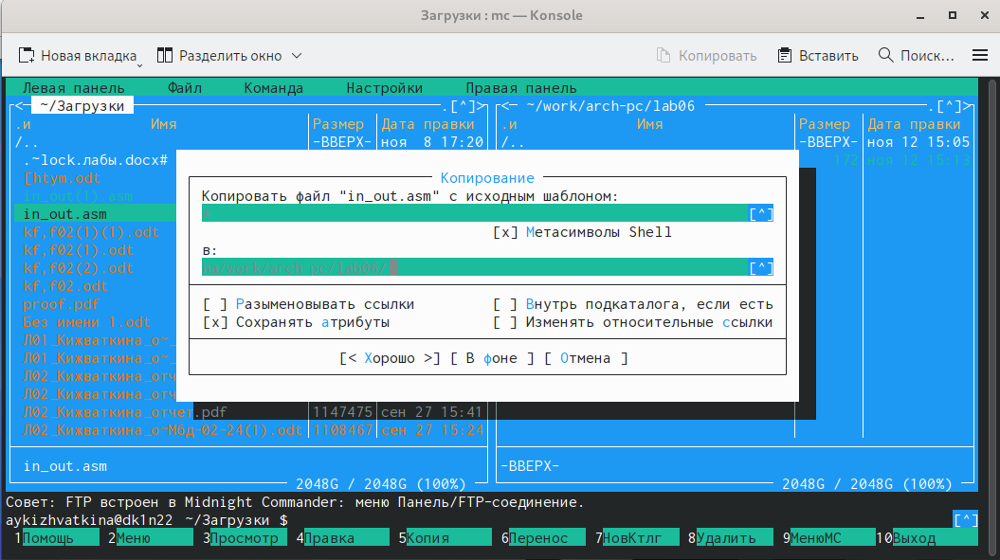 Загрузки : mc — Konsole
Новая вкладка Разделить окно Копировать Вставить Поиск...
Левая панель Файл Команда Настройки Правая панель
<─ ~/Загрузки .[^]> <─ ~/work/arch-pc/lab06 .[^]>
.и Имя Размер Дата правки .и Имя Размер Дата правки
/.. -ВВЕРХ- ноя 8 17:20 /.. -ВВЕРХ- ноя 12 15:05
.~lock.лабы.docx# 172 ноя 12 15:13
[htym.odt
in_out(1).asm
in_out.asm
kf,f02(1)(1).odt
kf,f02(1).odt
kf,f02(2).odt
kf,f02.odt
proof.pdf
Без имени 1.odt
Л01_Кижваткина_о~_
Л01_Кижваткина_о~_
Л02_Кижваткина_отч
Л02_Кижваткина_отч
Л02_Кижваткина_отчет.pdf 1147475 сен 27 15:41
Л02_Кижваткина_о~Мбд-02-24(1).odt 1108467 сен 27 15:24
Копирование
Копировать файл "in_out.asm" с исходным шаблоном:
* [^]
[x] Метасимволы Shell
в:
na/work/arch-pc/lab06/ [^]
[ ] Разыменовывать ссылки [ ] Внутрь подкаталога, если есть
[x] Сохранять атрибуты [ ] Изменять относительные ссылки
[< Хорошо >] [ В фоне ] [ Отмена ]
in_out.asm -ВВЕРХ-
2048G / 2048G (100%) 2048G / 2048G (100%)
Совет: FTP встроен в Midnight Commander: меню Панель/FTP-соединение.
aykizhvatkina@dk1n22 ~/Загрузки $ [^]
1Помощь 2Меню 3Просмотр 4Правка 5Копия 6Перенос 7НовКтлг 8Удалить 9МенюМС 10Выход